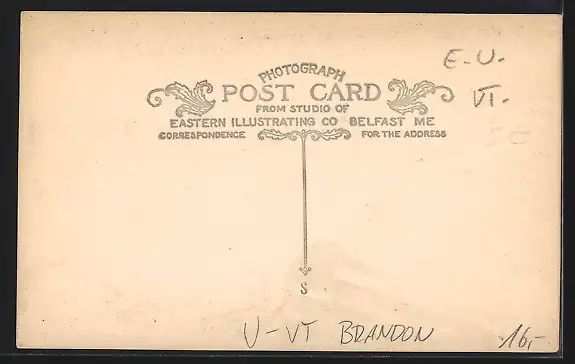 PHOTOGRAPH
POST CARD
FROM STUDIO OF
EASTERN ILLUSTRATING CO BELFAST ME
CORRESPONDENCE FOR THE ADDRESS
E.U.
VT.
S
U-VT BRANDON
16,-